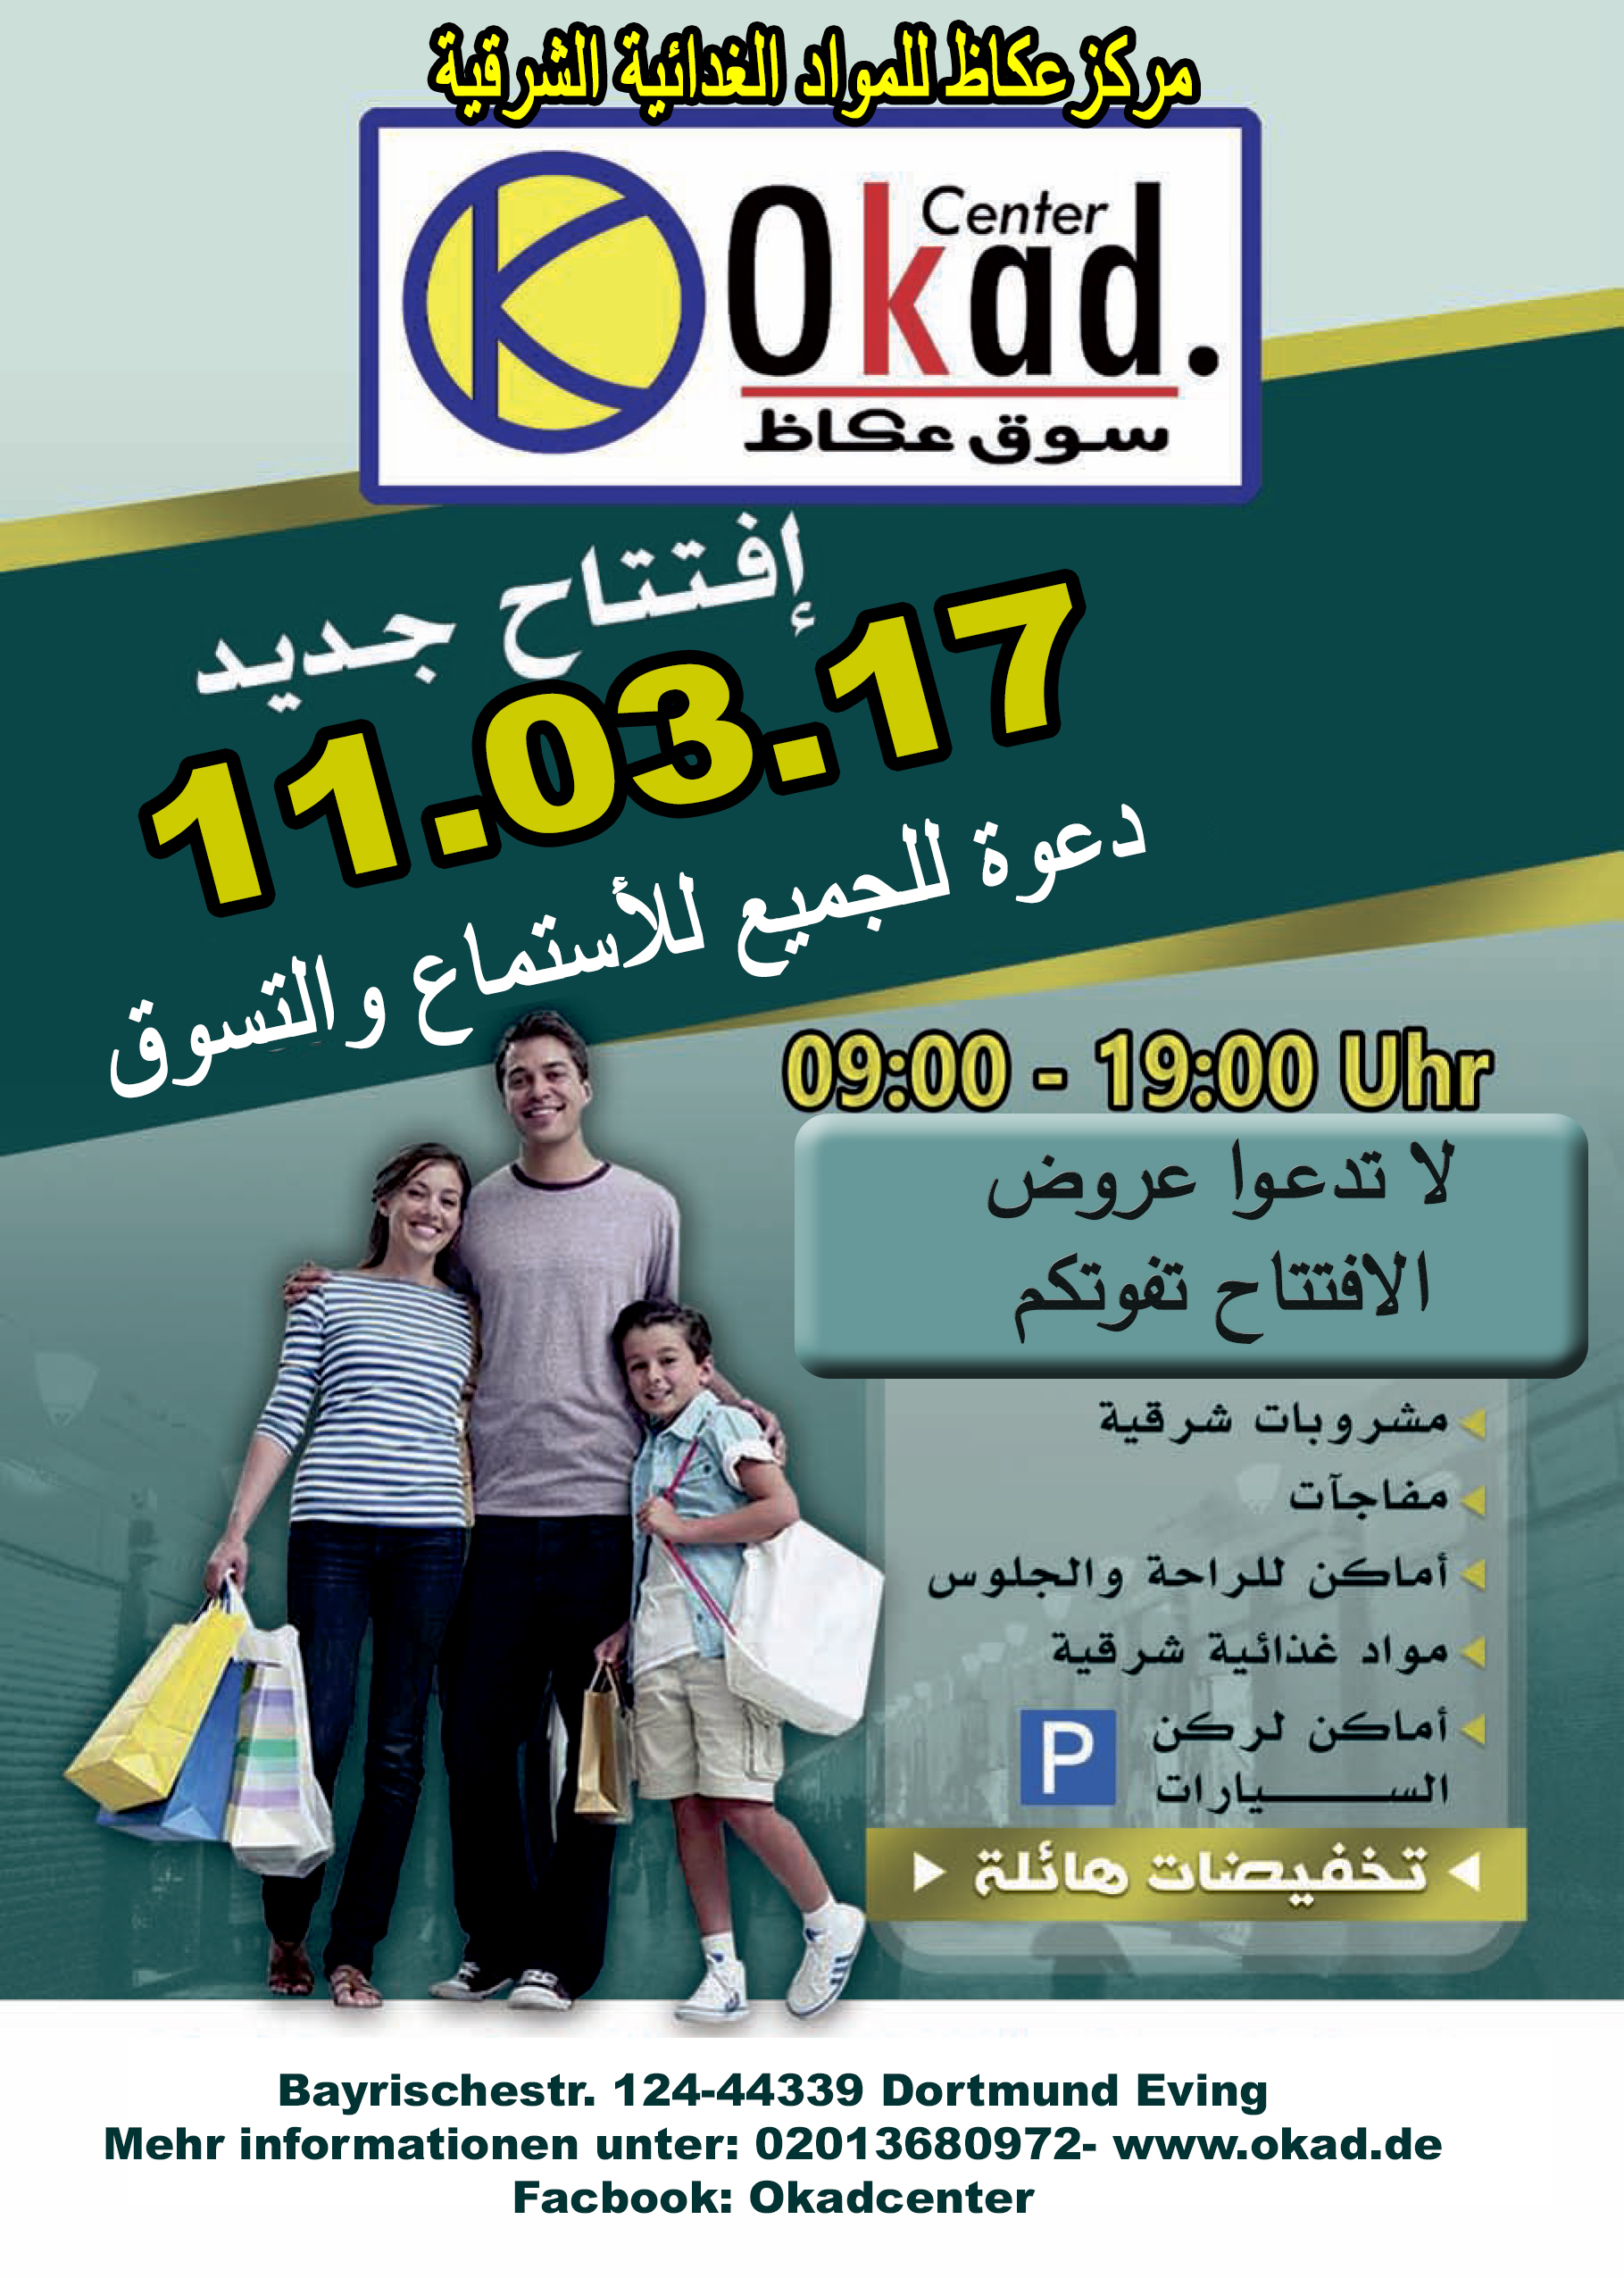 مركز عكاظ للمواد الغدائية الشرقية
Center
Okad.
سوق عكاظ
إفتتاح جديد
11.03.17
دعوة للجميع للأستماع والتسوق
09:00 - 19:00 Uhr
لا تدعوا عروض
الافتتاح تفوتكم
مشروبات شرقية
مفاجآت
أماكن للراحة والجلوس
مواد غذائية شرقية
أماكن لركن
السيارات
P
تخفيضات هائلة
Bayrischestr. 124-44339 Dortmund Eving
Mehr informationen unter: 02013680972- www.okad.de
Facbook: Okadcenter